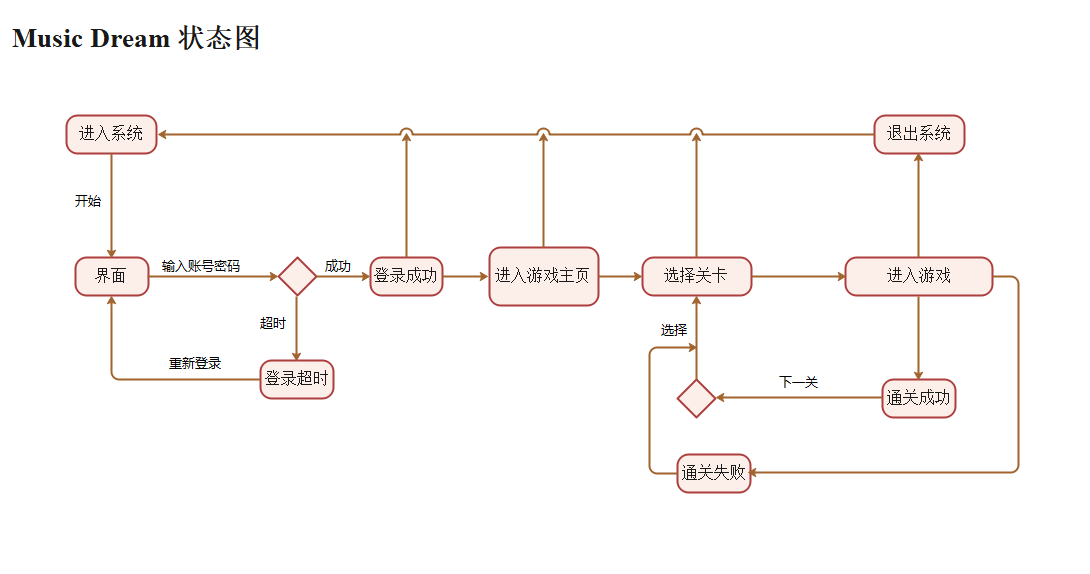 Music Dream 状态图
进入系统
退出系统
开始
界面
输入账号密码
成功
登录成功
进入游戏主页
选择关卡
进入游戏
超时
选择
重新登录
登录超时
下一关
通关成功
通关失败